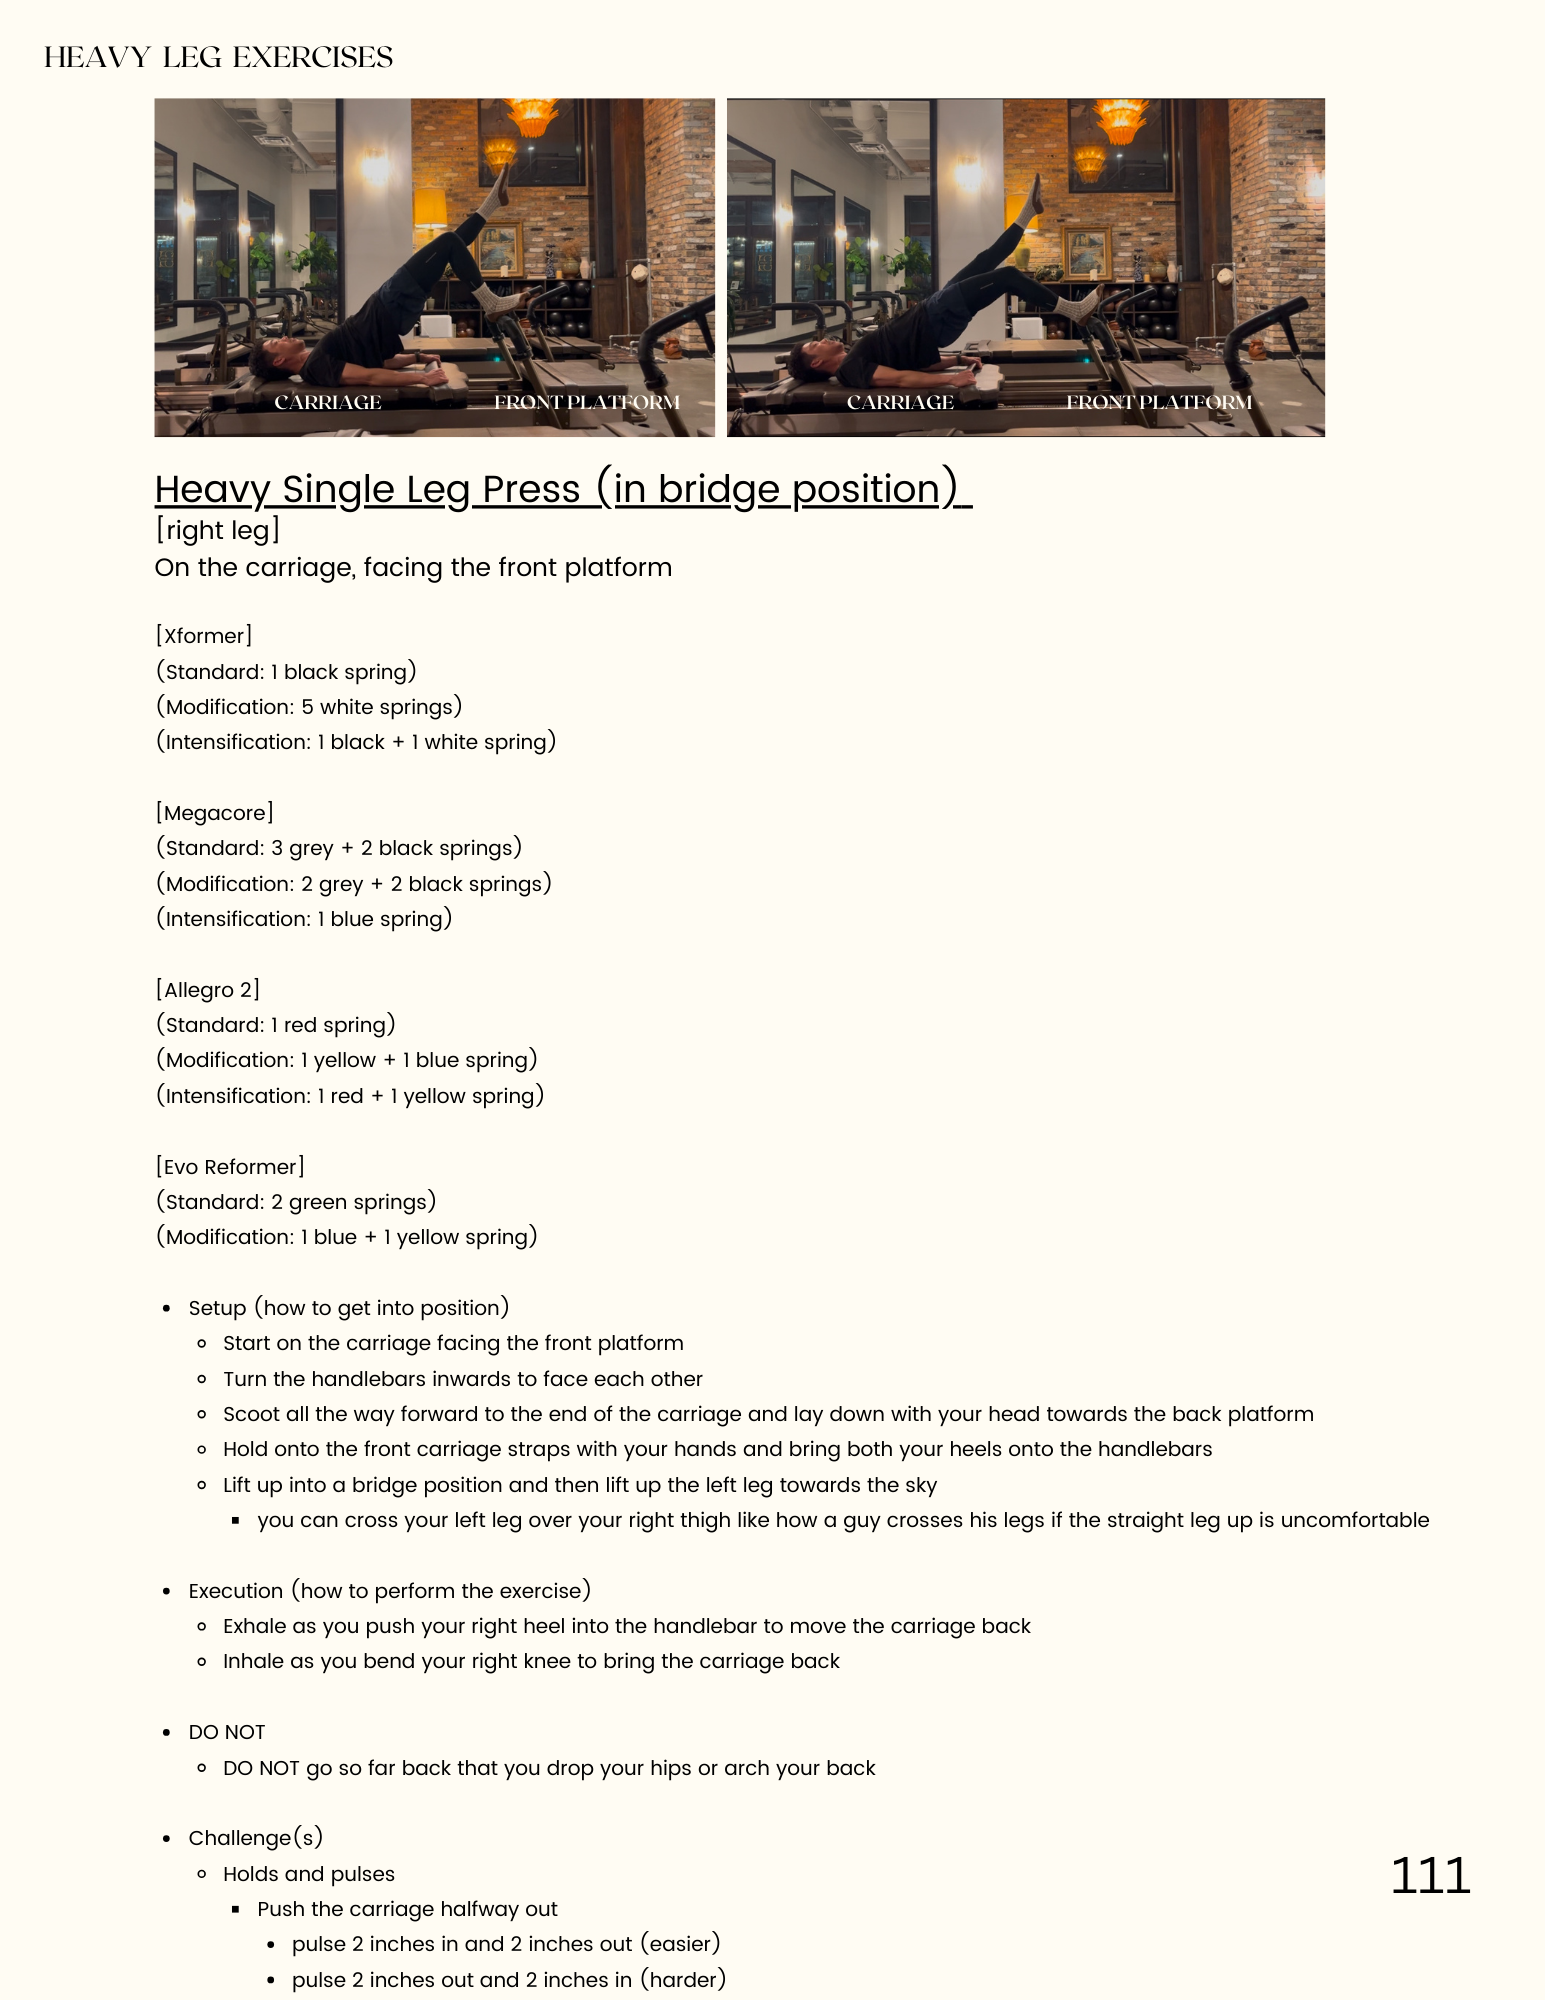 HEAVY LEG EXERCISES
CARRIAGE FRONT PLATFORM
CARRIAGE FRONT PLATFORM
Heavy Single Leg Press (in bridge position)
[right leg]
On the carriage, facing the front platform
[Xformer]
(Standard: 1 black spring)
(Modification: 5 white springs)
(Intensification: 1 black + 1 white spring)
[Megacore]
(Standard: 3 grey + 2 black springs)
(Modification: 2 grey + 2 black springs)
(Intensification: 1 blue spring)
[Allegro 2]
(Standard: 1 red spring)
(Modification: 1 yellow + 1 blue spring)
(Intensification: 1 red + 1 yellow spring)
[Evo Reformer]
(Standard: 2 green springs)
(Modification: 1 blue + 1 yellow spring)
• Setup (how to get into position)
◦ Start on the carriage facing the front platform
◦ Turn the handlebars inwards to face each other
◦ Scoot all the way forward to the end of the carriage and lay down with your head towards the back platform
◦ Hold onto the front carriage straps with your hands and bring both your heels onto the handlebars
◦ Lift up into a bridge position and then lift up the left leg towards the sky
▪ you can cross your left leg over your right thigh like how a guy crosses his legs if the straight leg up is uncomfortable
• Execution (how to perform the exercise)
◦ Exhale as you push your right heel into the handlebar to move the carriage back
◦ Inhale as you bend your right knee to bring the carriage back
• DO NOT
◦ DO NOT go so far back that you drop your hips or arch your back
• Challenge(s)
◦ Holds and pulses
▪ Push the carriage halfway out
• pulse 2 inches in and 2 inches out (easier)
• pulse 2 inches out and 2 inches in (harder)
111